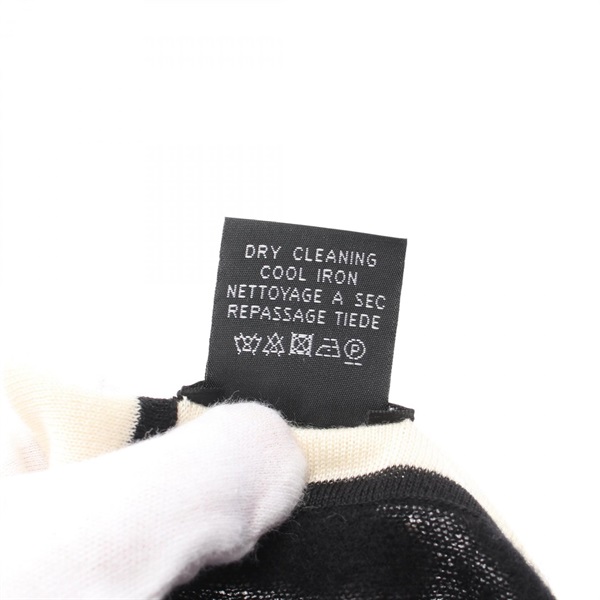 DRY CLEANING
COOL IRON
NETTOYAGE A SEC
REPASSAGE TIEDE
P